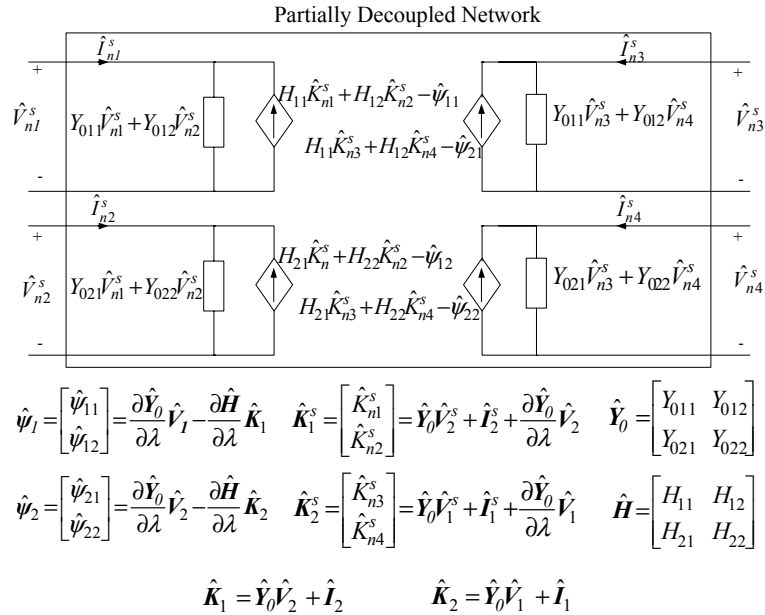 Partially Decoupled Network
+ Î^s_{n1} Î^s_{n3} +
V̂^s_{n1} Y_{011}V̂^s_{n1}+Y_{012}V̂^s_{n2} H_{11}K̂^s_{n1}+H_{12}K̂^s_{n2}−ψ̂_{11} Y_{011}V̂^s_{n3}+Y_{012}V̂^s_{n4} V̂^s_{n3}
H_{11}K̂^s_{n3}+H_{12}K̂^s_{n4}−ψ̂_{21}
- -
+ Î^s_{n2} Î^s_{n4} +
V̂^s_{n2} Y_{021}V̂^s_{n1}+Y_{022}V̂^s_{n2} H_{21}K̂^s_{n}+H_{22}K̂^s_{n2}−ψ̂_{12} Y_{021}V̂^s_{n3}+Y_{022}V̂^s_{n4} V̂^s_{n4}
H_{21}K̂^s_{n3}+H_{22}K̂^s_{n4}−ψ̂_{22}
- -
ψ̂_1=[ψ̂_{11} ψ̂_{12}]=∂Ŷ_0/∂λ V̂_1−∂Ĥ/∂λ K̂_1 K̂^s_1=[K̂^s_{n1} K̂^s_{n2}]=Ŷ_0V̂^s_2+Î^s_2+∂Ŷ_0/∂λ V̂_2 Ŷ_0=[Y_{011} Y_{012} Y_{021} Y_{022}]
ψ̂_2=[ψ̂_{21} ψ̂_{22}]=∂Ŷ_0/∂λ V̂_2−∂Ĥ/∂λ K̂_2 K̂^s_2=[K̂^s_{n3} K̂^s_{n4}]=Ŷ_0V̂^s_1+Î^s_1+∂Ŷ_0/∂λ V̂_1 Ĥ=[H_{11} H_{12} H_{21} H_{22}]
K̂_1=Ŷ_0V̂_2+Î_2 K̂_2=Ŷ_0V̂_1+Î_1